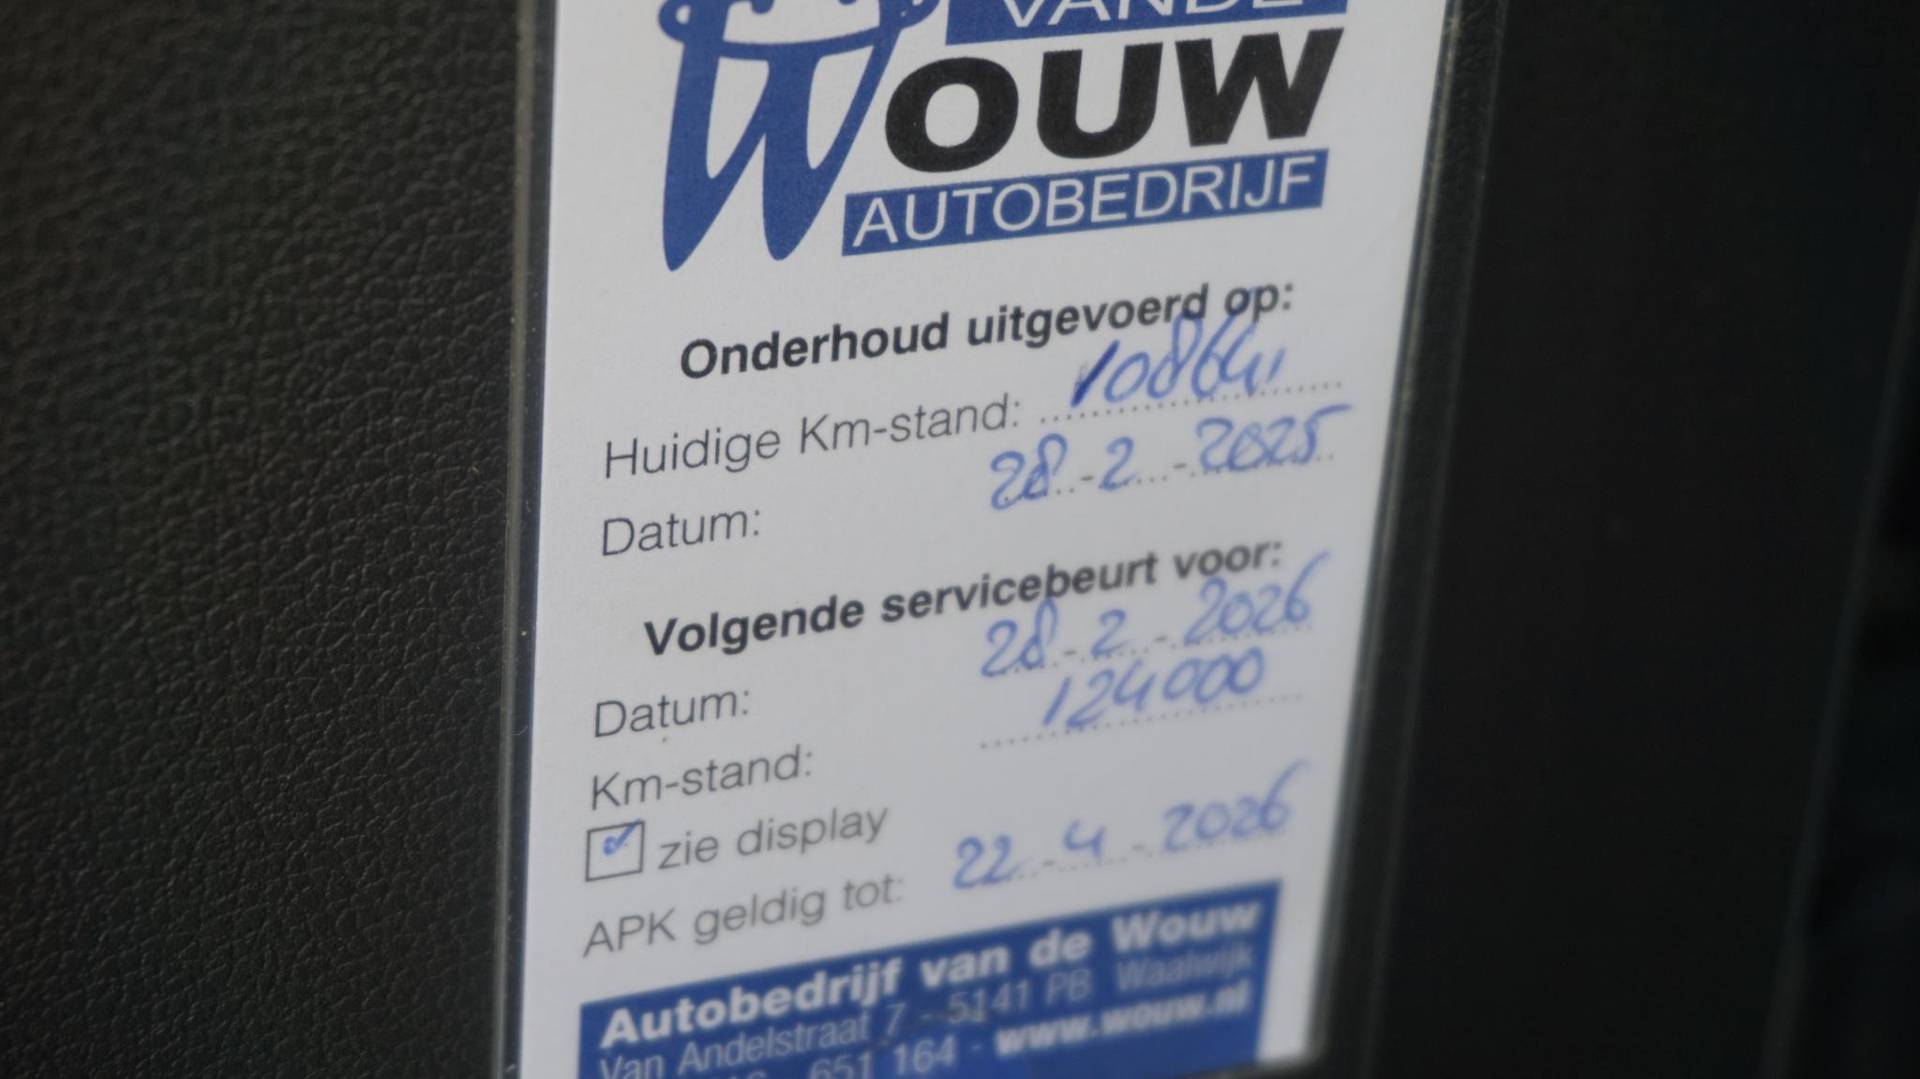 VAN DE
WOUW
AUTOBEDRIJF
Onderhoud uitgevoerd op:
Huidige Km-stand: 108641
Datum: 28-2-2025
Volgende servicebeurt voor:
Datum: 28-2-2026
Km-stand: 124000
zie display
APK geldig tot: 22-4-2026
Autobedrijf van de Wouw
Van Andelstraat 7 - 5141 PB Waalwijk
651 164 · www.wouw.nl